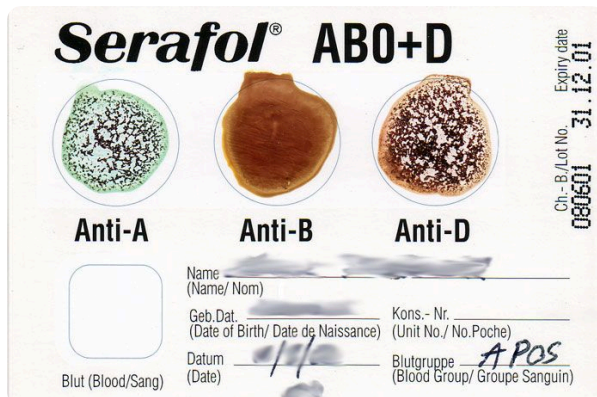 Serafol® AB0+D
Anti-A Anti-B Anti-D
Ch.-B./Lot No. Expiry date
080601 31.12.01
Name
(Name/ Nom)
Geb.Dat. Kons.- Nr.
(Date of Birth/ Date de Naissance) (Unit No./ No.Poche)
Datum Blutgruppe A POS
(Date) (Blood Group/ Groupe Sanguin)
Blut (Blood/Sang)